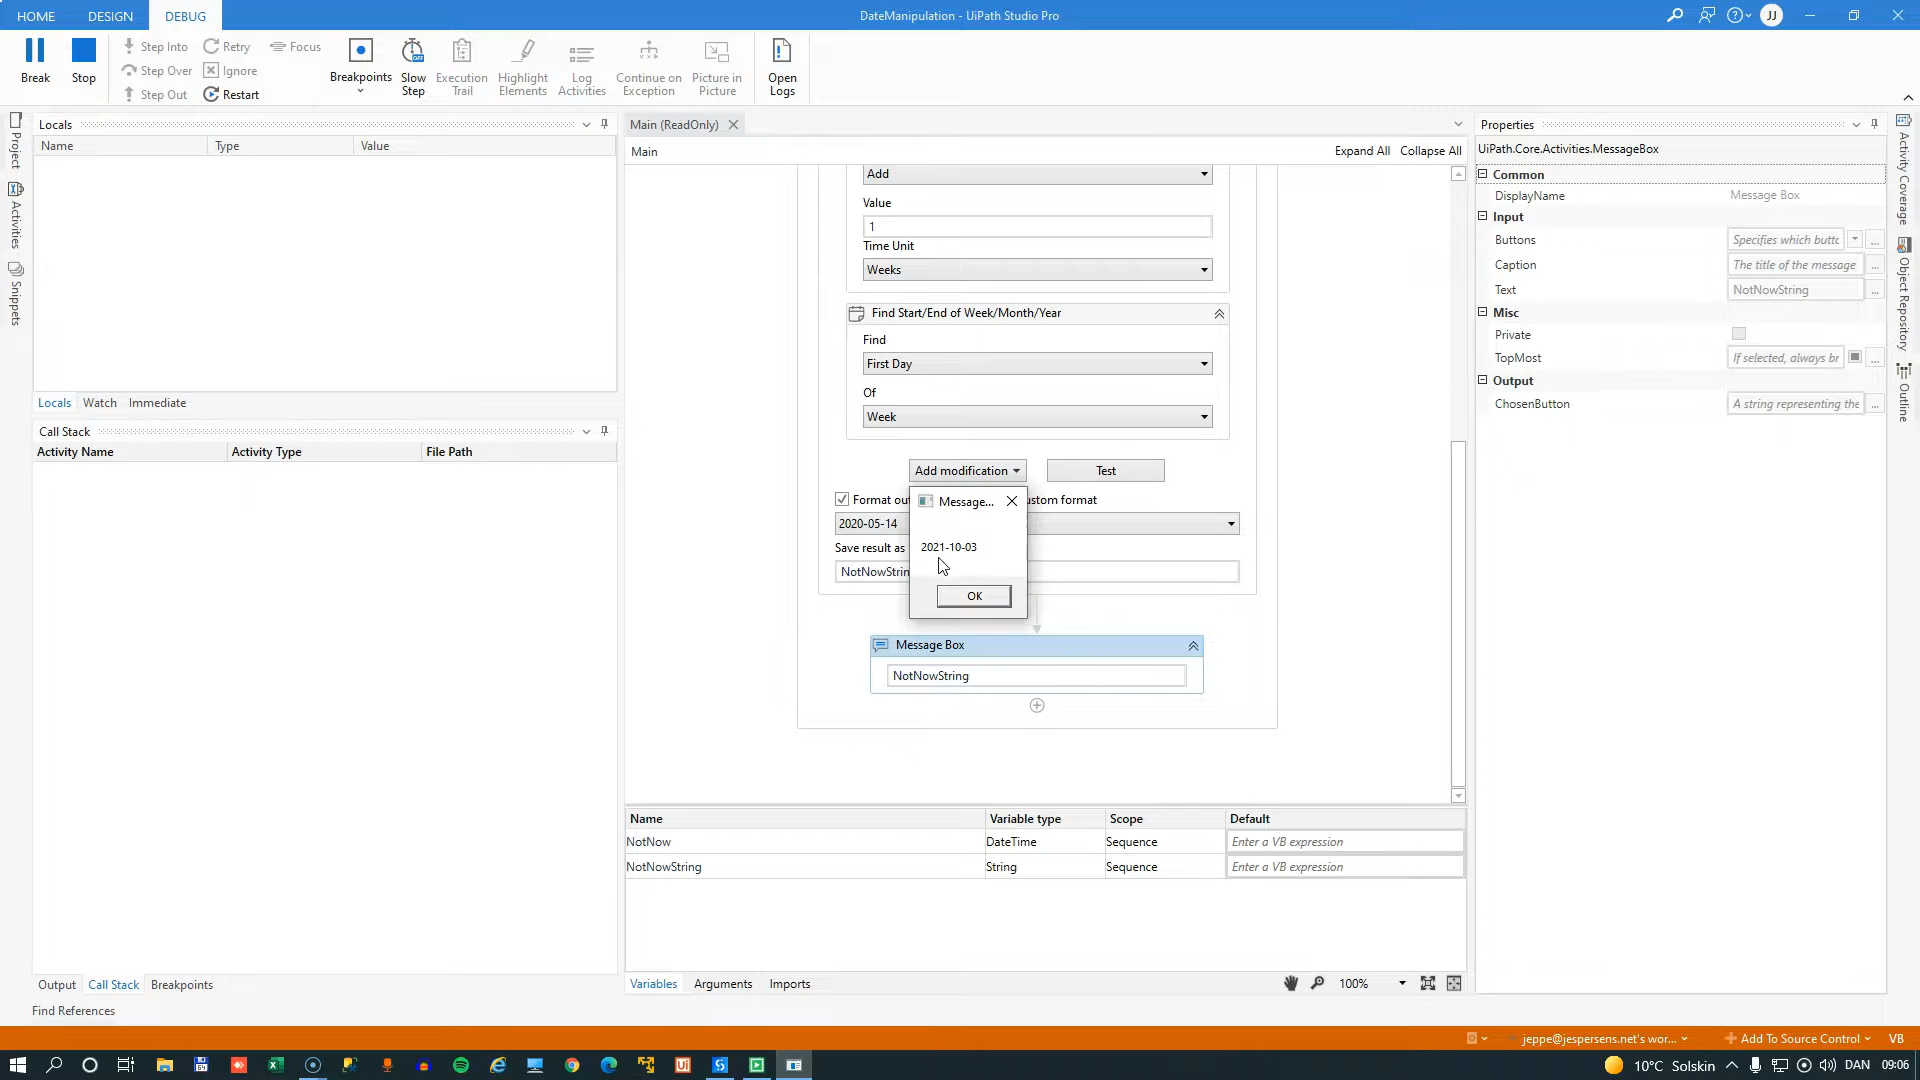 HOME DESIGN DEBUG DateManipulation - UiPath Studio Pro JJ
Break
Stop
Step Into
Step Over
Step Out
Retry
Ignore
Restart
Focus
Breakpoints
Slow Step
Execution Trail
Highlight Elements
Log Activities
Continue on Exception
Picture in Picture
Open Logs
Project
Activities
Snippets
Locals
Name Type Value
Locals Watch Immediate
Call Stack
Activity Name Activity Type File Path
Output Call Stack Breakpoints
Find References
Main (ReadOnly)
Main Expand All Collapse All
Add
Value
1
Time Unit
Weeks
Find Start/End of Week/Month/Year
Find
First Day
Of
Week
Add modification Test
Format out ustom format
2020-05-14
Save result as
NotNowStrin
Message...
2021-10-03
OK
Message Box
NotNowString
Name Variable type Scope Default
NotNow DateTime Sequence Enter a VB expression
NotNowString String Sequence Enter a VB expression
Variables Arguments Imports 100%
Properties
UiPath.Core.Activities.MessageBox
Common
DisplayName Message Box
Input
Buttons Specifies which butto ...
Caption The title of the message ...
Text NotNowString ...
Misc
Private
TopMost If selected, always br ...
Output
ChosenButton A string representing the ...
Activity Coverage
Object Repository
Outline
jeppe@jespersens.net's wor... Add To Source Control VB
10°C Solskin DAN 09:06